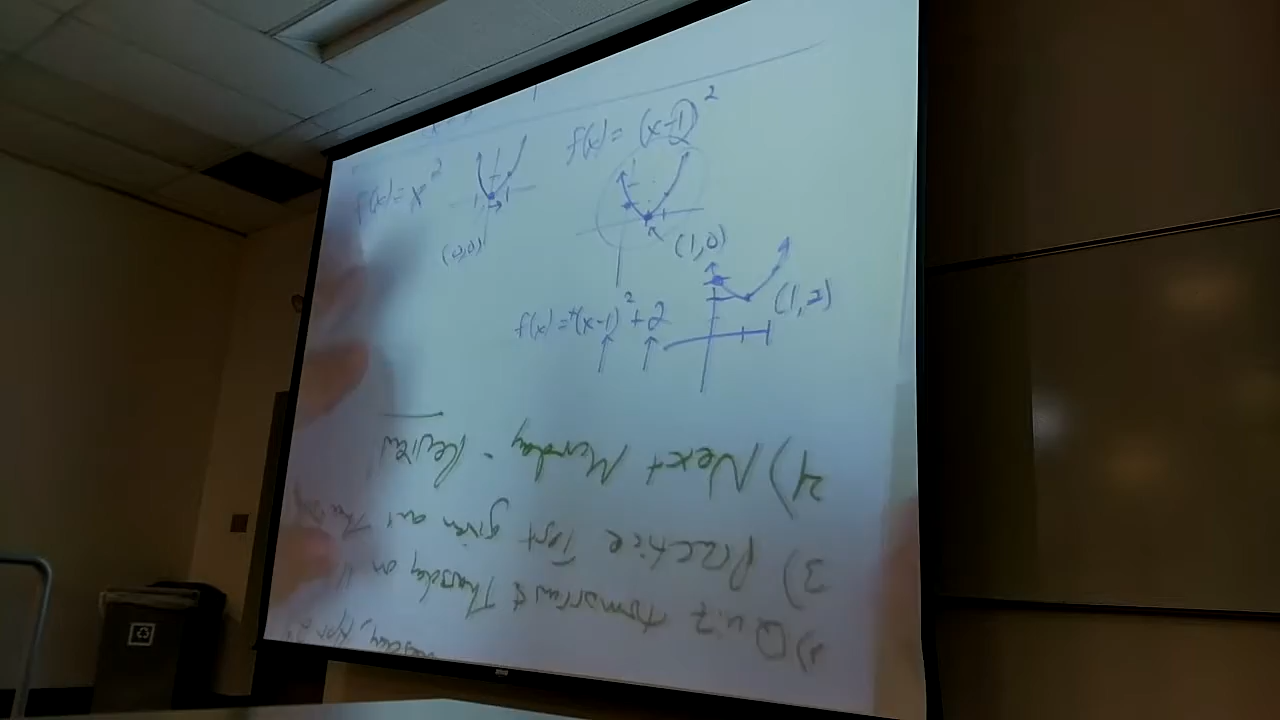 f(x) = x²
(0,0)
f(x) = (x-1)²
(1,0)
f(x) = +(x-1)² + 2
(1,2)
4) Next Monday - Review
3) Practice Test given out
2) Quiz tomorrow & Thursday on